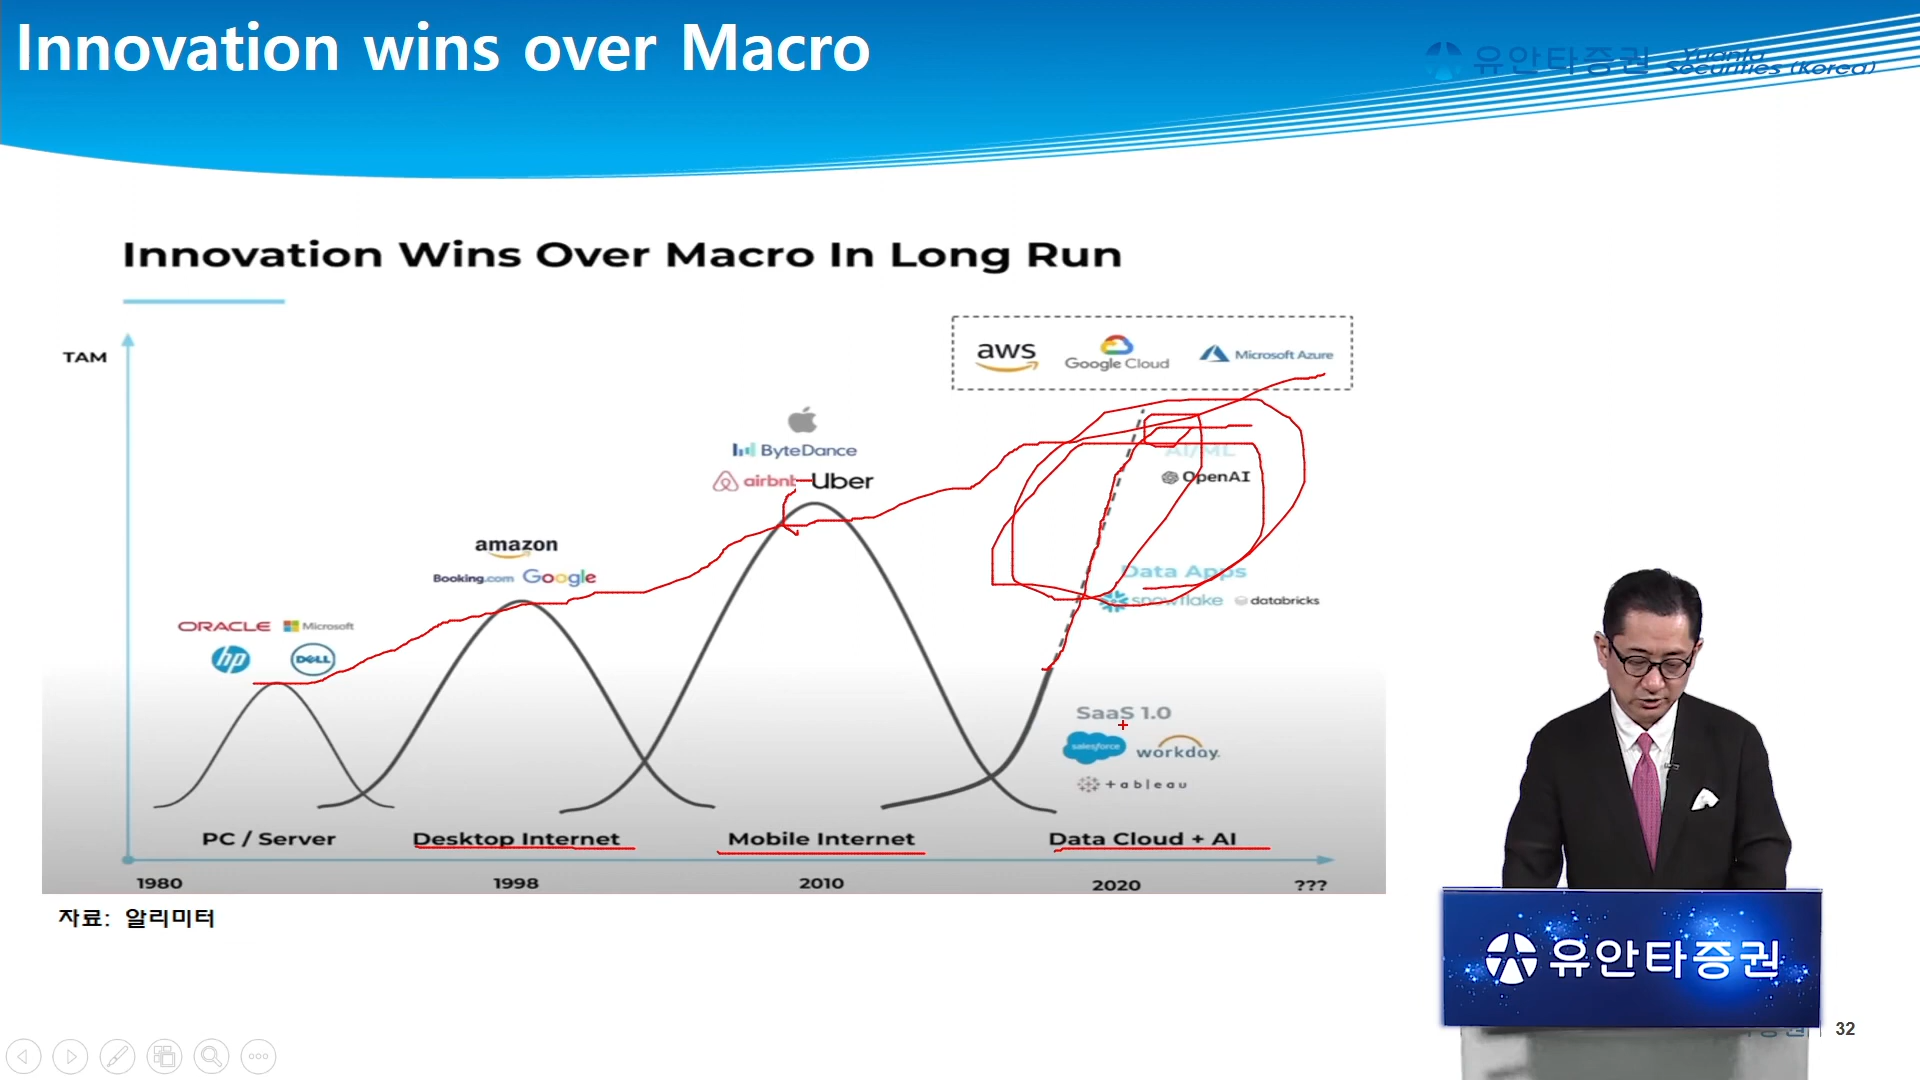 Innovation wins over Macro
유안타증권 Yuanta Securities (Korea)
Innovation Wins Over Macro In Long Run
TAM
aws Google Cloud Microsoft Azure
ByteDance
airbnb Uber
AI/ML
OpenAI
amazon
Booking.com Google
Data Apps
snowflake databricks
ORACLE Microsoft
hp DELL
SaaS 1.0
salesforce workday.
+ableau
PC / Server Desktop Internet Mobile Internet Data Cloud + AI
1980 1998 2010 2020 ???
자료: 알리미터
유안타증권
32